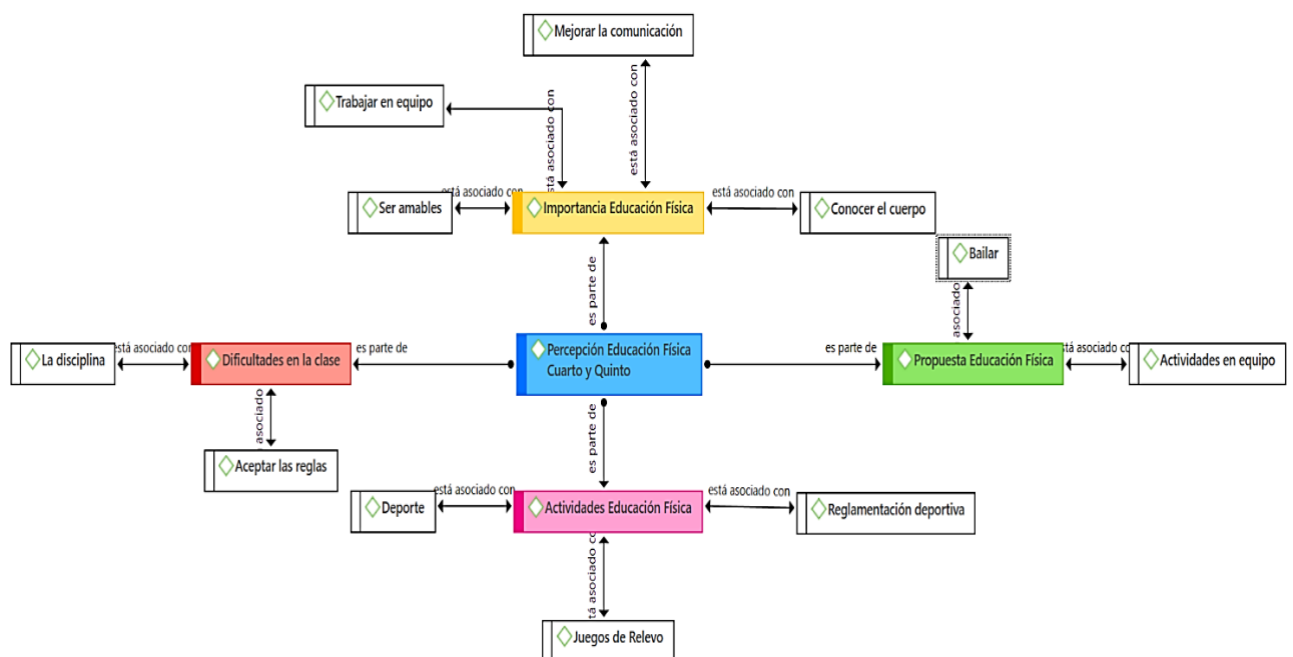 Mejorar la comunicación
Trabajar en equipo
está asociado con
está asociado con
está asociado con
está asociado con
Ser amables
Importancia Educación Física
Conocer el cuerpo
es parte de
Bailar
asociado
La disciplina
está asociado con
Dificultades en la clase
es parte de
Percepción Educación Física
Cuarto y Quinto
es parte de
Propuesta Educación Física
está asociado co
Actividades en equipo
asociado
es parte de
Aceptar las reglas
Deporte
está asociado con
Actividades Educación Física
está asociado con
Reglamentación deportiva
tá asociado co
Juegos de Relevo